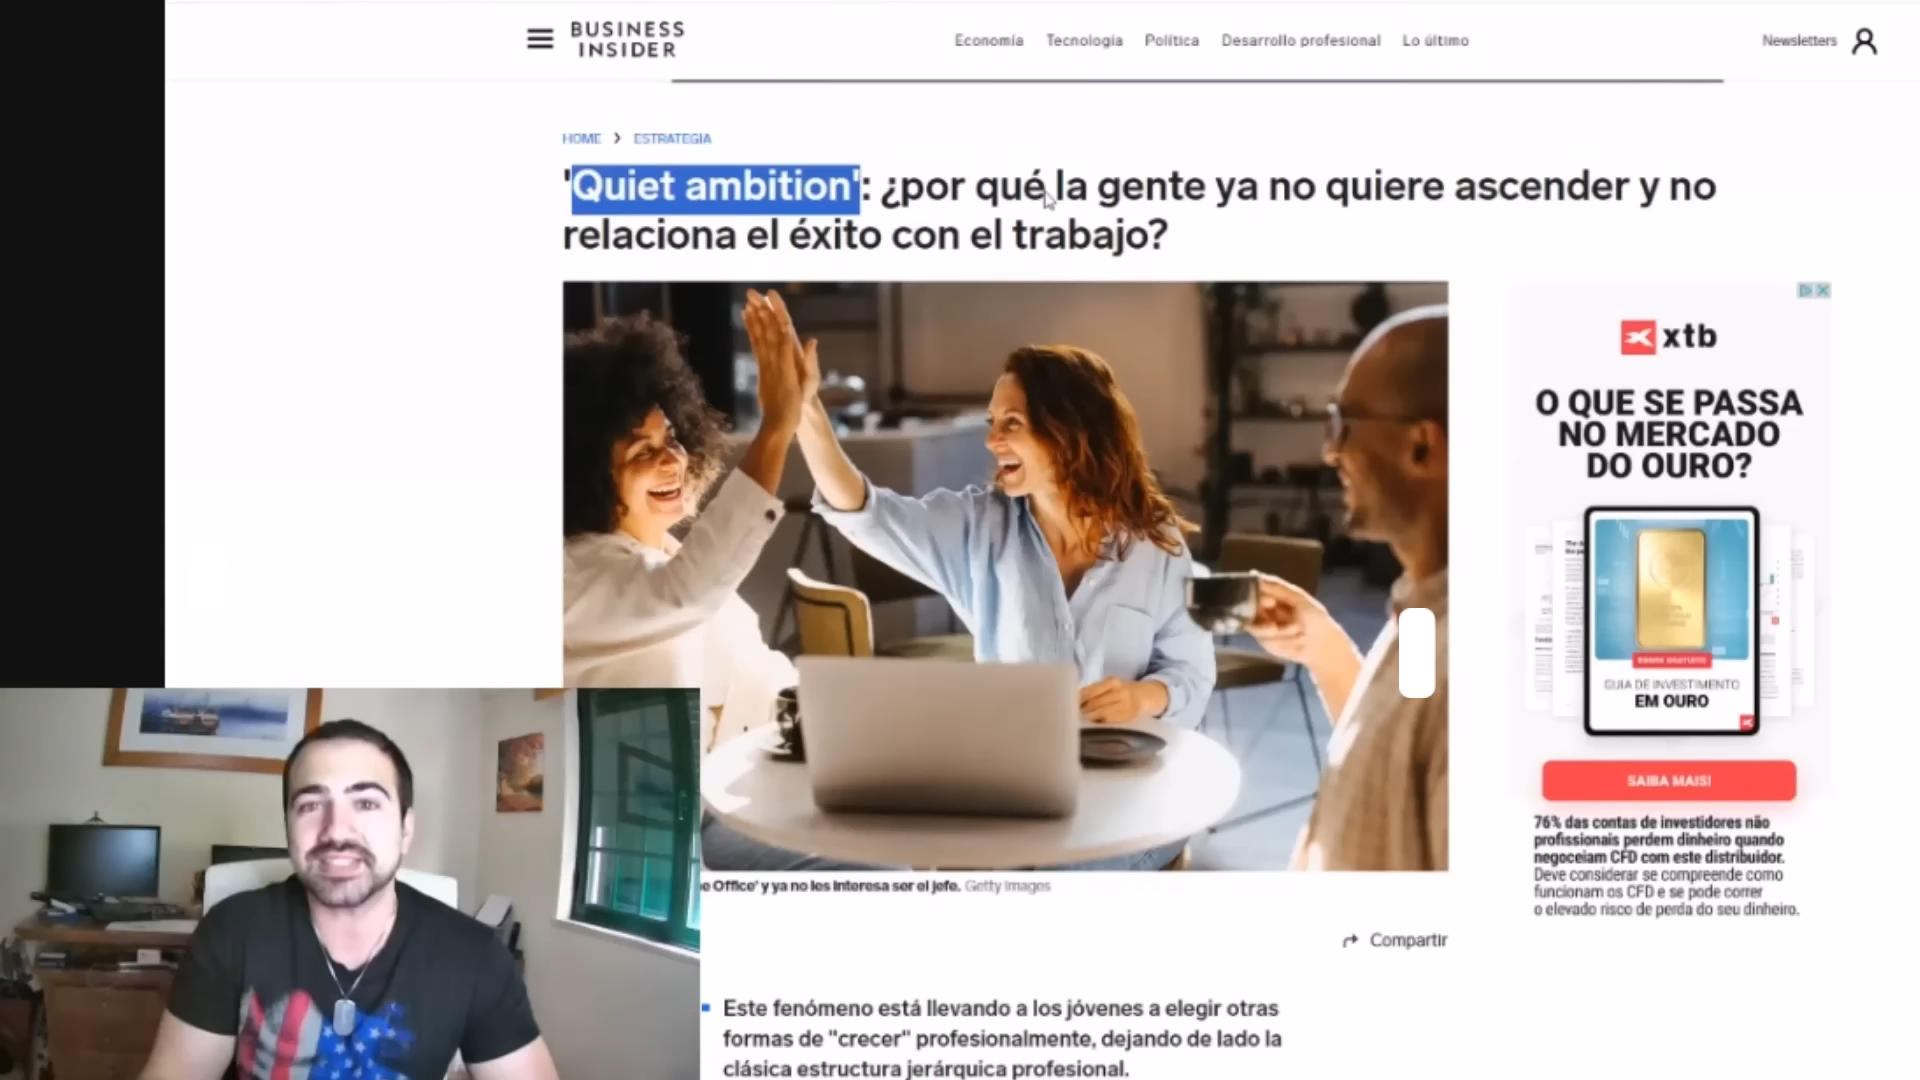 BUSINESS
INSIDER
Economía Tecnología Política Desarrollo profesional Lo último
Newsletters
HOME > ESTRATEGIA
'Quiet ambition': ¿por qué la gente ya no quiere ascender y no
relaciona el éxito con el trabajo?
xtb
O QUE SE PASSA
NO MERCADO
DO OURO?
GUIA DE INVESTIMENTO
EM OURO
SAIBA MAIS!
76% das contas de investidores não
profissionais perdem dinheiro quando
negoceiam CFD com este distribuidor.
Deve considerar se compreende como
funcionam os CFD e se pode correr
o elevado risco de perda do seu dinheiro.
e Office' y ya no les interesa ser el jefe. Getty Images
Compartir
Este fenómeno está llevando a los jóvenes a elegir otras
formas de "crecer" profesionalmente, dejando de lado la
clásica estructura jerárquica profesional.